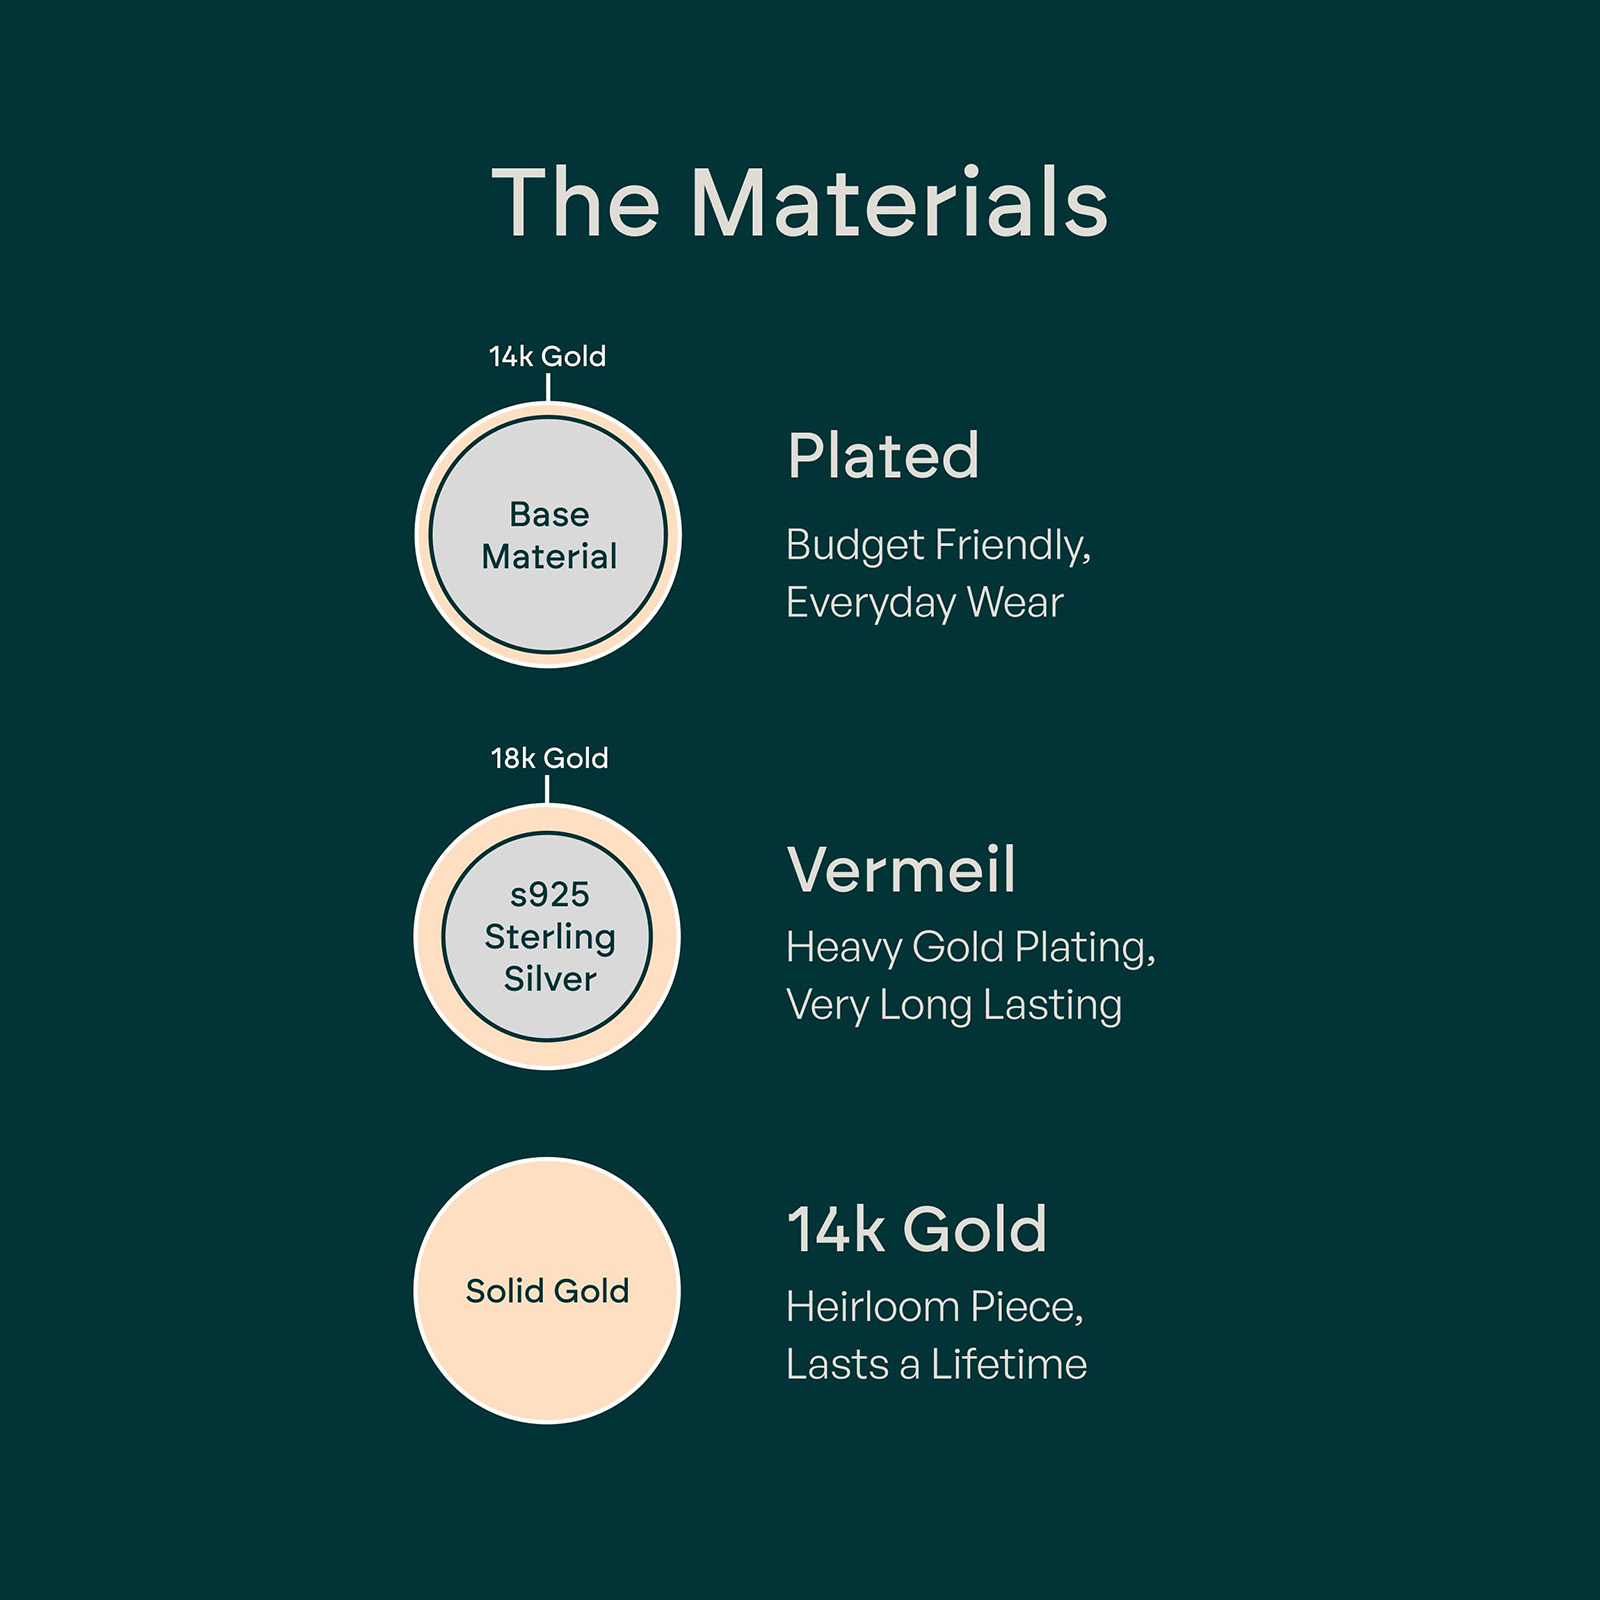 The Materials
14k Gold
Base
Material
Plated
Budget Friendly,
Everyday Wear
18k Gold
s925
Sterling
Silver
Vermeil
Heavy Gold Plating,
Very Long Lasting
Solid Gold
14k Gold
Heirloom Piece,
Lasts a Lifetime